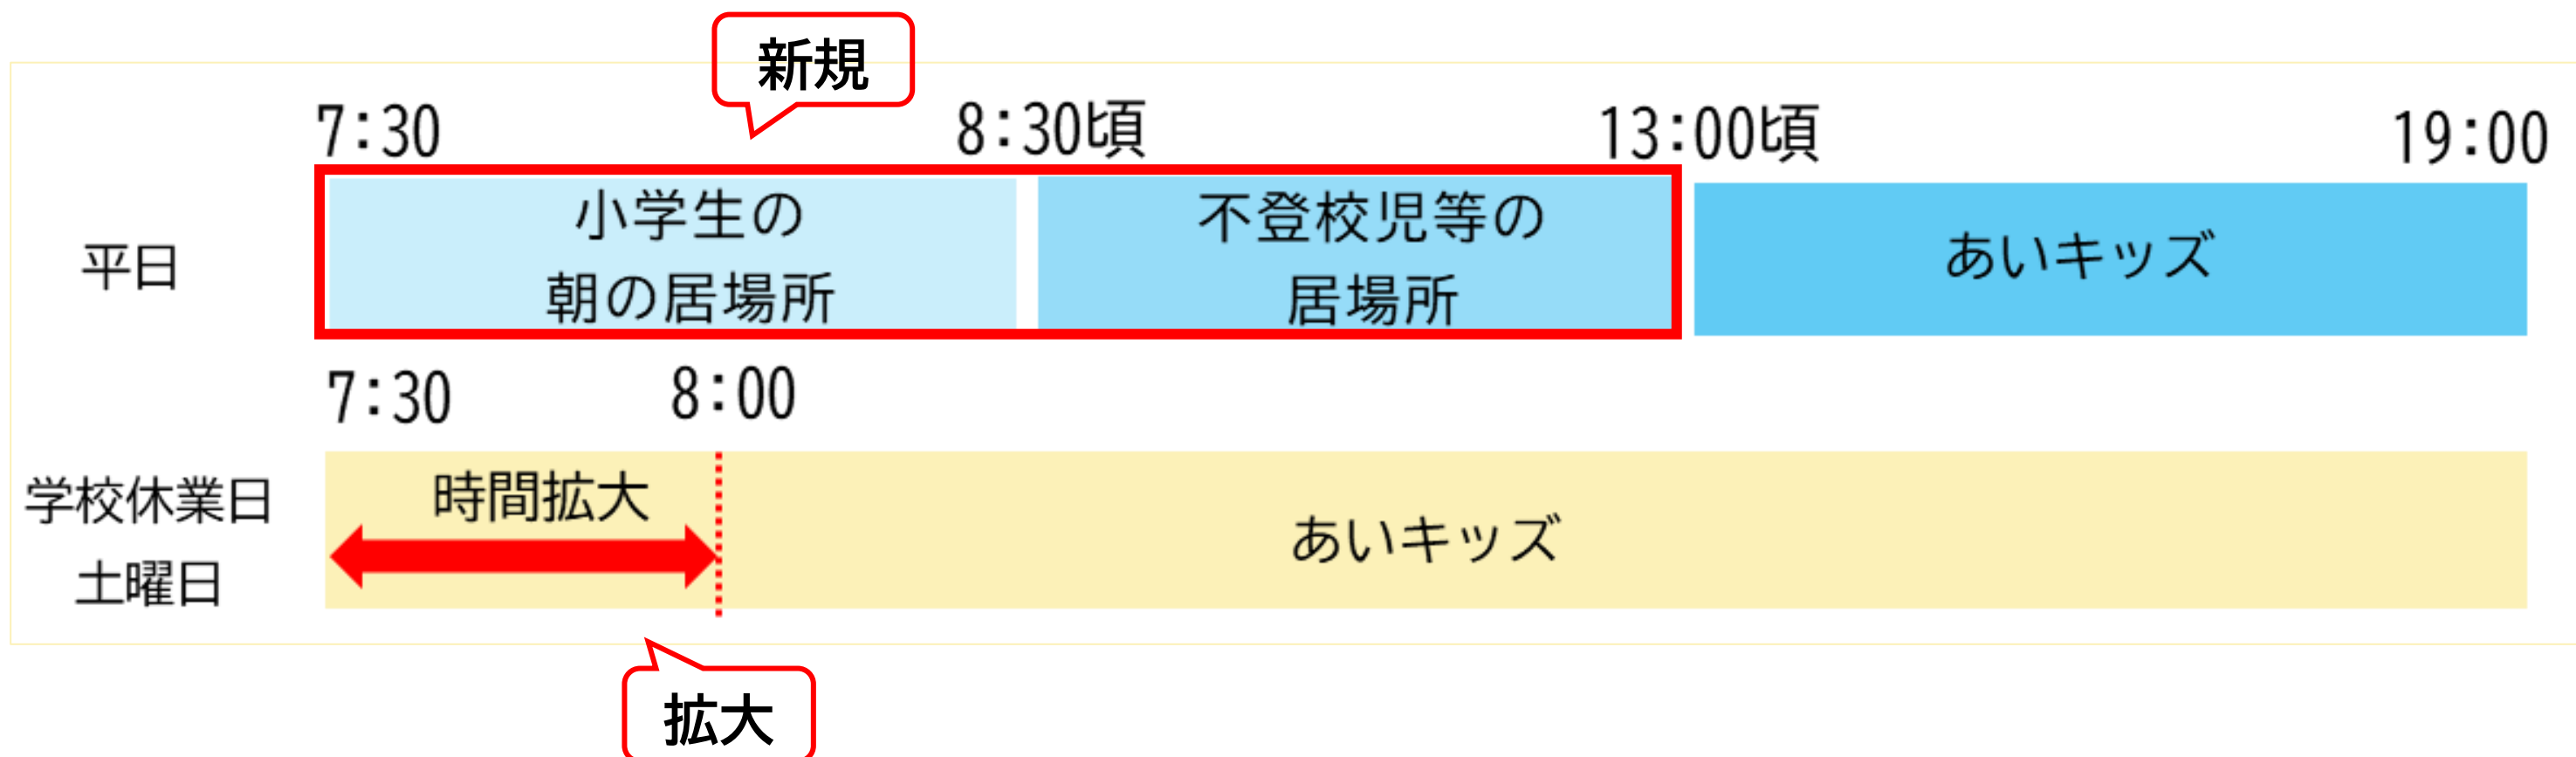 新規
7:30
8:30頃
13:00頃
19:00
平日
小学生の
朝の居場所
不登校児等の
居場所
あいキッズ
7:30
8:00
学校休業日
土曜日
時間拡大
あいキッズ
拡大